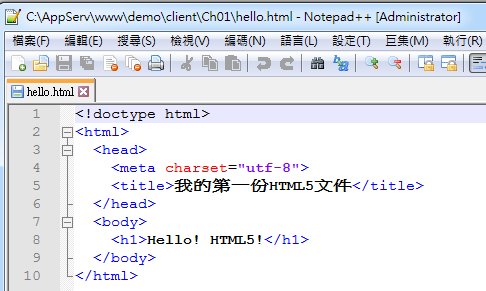 C:\AppServ\www\demo\client\Ch01\hello.html - Notepad++ [Administrator]
檔案(F) 編輯(E) 搜尋(S) 檢視(V) 編碼(N) 語言(L) 設定(T) 巨集(M) 執行(R)
hello.html
1 <!doctype html>
2 <html>
3 <head>
4 <meta charset="utf-8">
5 <title>我的第一份HTML5文件</title>
6 </head>
7 <body>
8 <h1>Hello! HTML5!</h1>
9 </body>
10 </html>